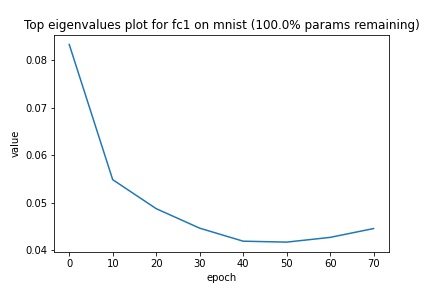 Top eigenvalues plot for fc1 on mnist (100.0% params remaining)
0.08
0.07
0.06
0.05
0.04
value
0 10 20 30 40 50 60 70
epoch